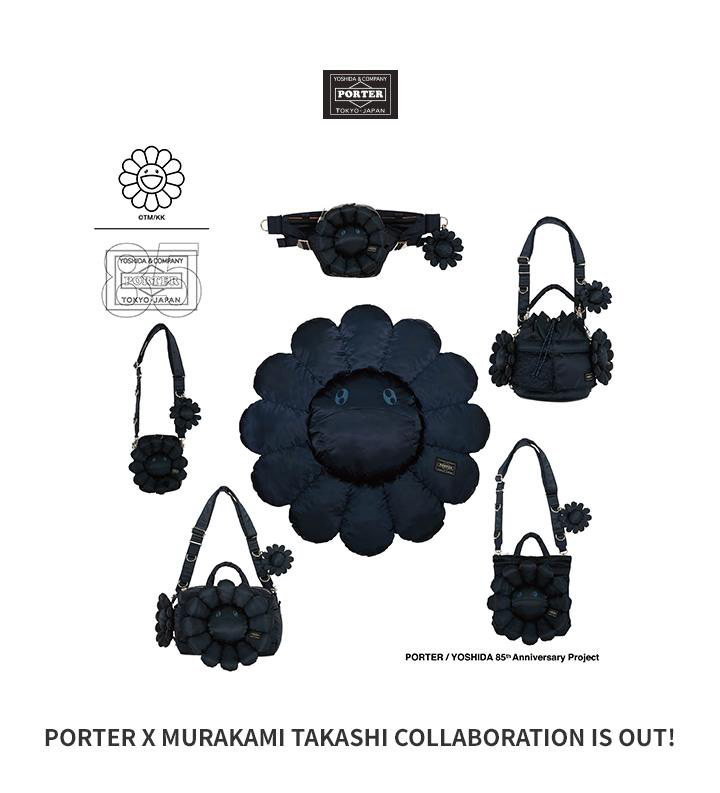 YOSHIDA & COMPANY
PORTER
TOKYO-JAPAN
©TM/KK
YOSHIDA & COMPANY
PORTER
TOKYO-JAPAN
PORTER
PORTER / YOSHIDA 85th Anniversary Project
PORTER X MURAKAMI TAKASHI COLLABORATION IS OUT!